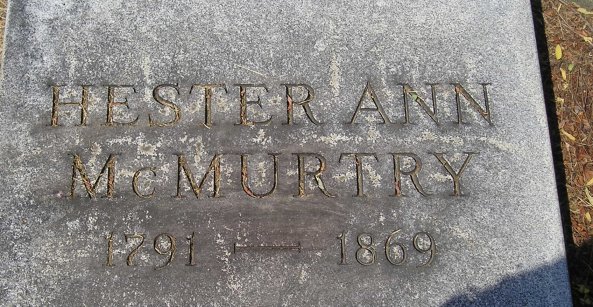 HESTER ANN
McMURTRY
1791 — 1869